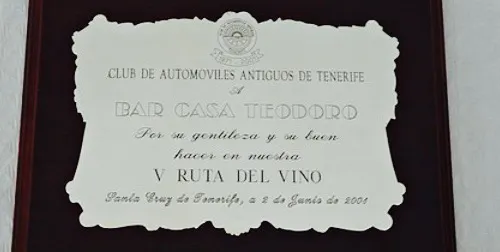 CLUB DE AUTOMOVILES ANTIGUOS DE TENERIFE
A
BAR CASA TEODORO
Por su gentileza y su buen
hacer en nuestra
V RUTA DEL VINO
Santa Cruz de Tenerife, a 2 de Junio de 2001